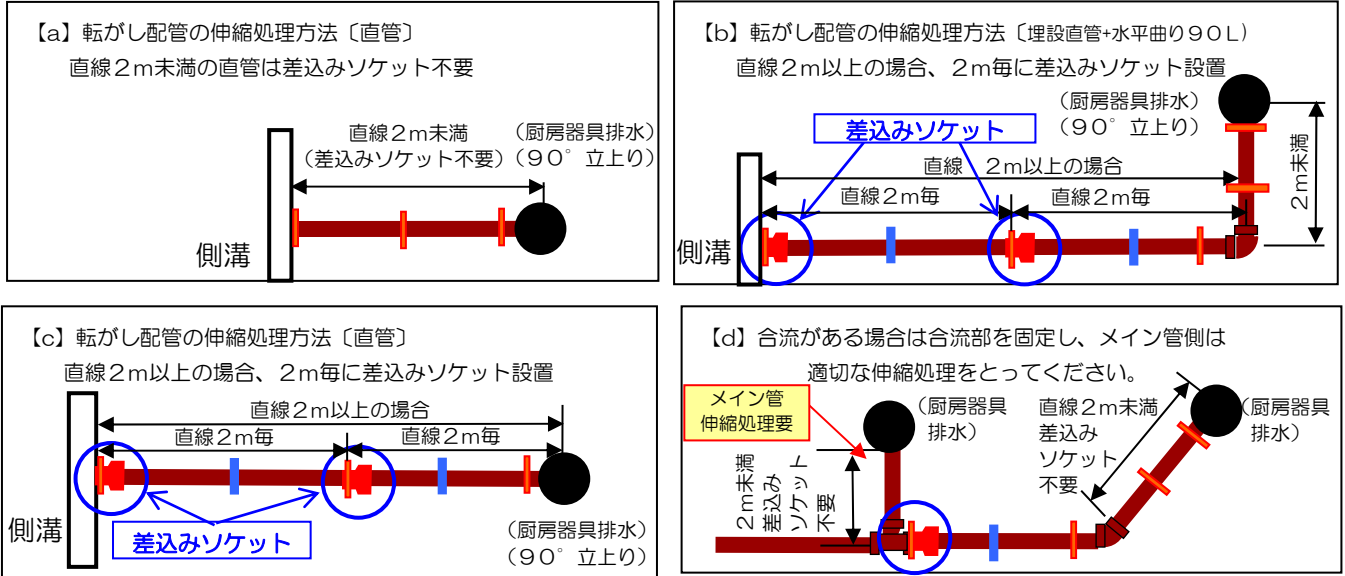 【a】転がし配管の伸縮処理方法〔直管〕
直線２ｍ未満の直管は差込みソケット不要
直線２ｍ未満
（差込みソケット不要）
（厨房器具排水）
（９０°立上り）
側溝
【b】転がし配管の伸縮処理方法〔埋設直管+水平曲り９０L〕
直線２ｍ以上の場合、２ｍ毎に差込みソケット設置
（厨房器具排水）
（９０°立上り）
差込みソケット
直線　２ｍ以上の場合
直線２ｍ毎
直線２ｍ毎
２ｍ未満
側溝
【c】転がし配管の伸縮処理方法〔直管〕
直線２ｍ以上の場合、２ｍ毎に差込みソケット設置
直線２ｍ以上の場合
直線２ｍ毎
直線２ｍ毎
側溝
差込みソケット
（厨房器具排水）
（９０°立上り）
【d】合流がある場合は合流部を固定し、メイン管側は
適切な伸縮処理をとってください。
メイン管
伸縮処理要
（厨房器具
排水）
２ｍ未満
差込み
ソケット
不要
直線２ｍ未満
差込み
ソケット
不要
（厨房器具
排水）